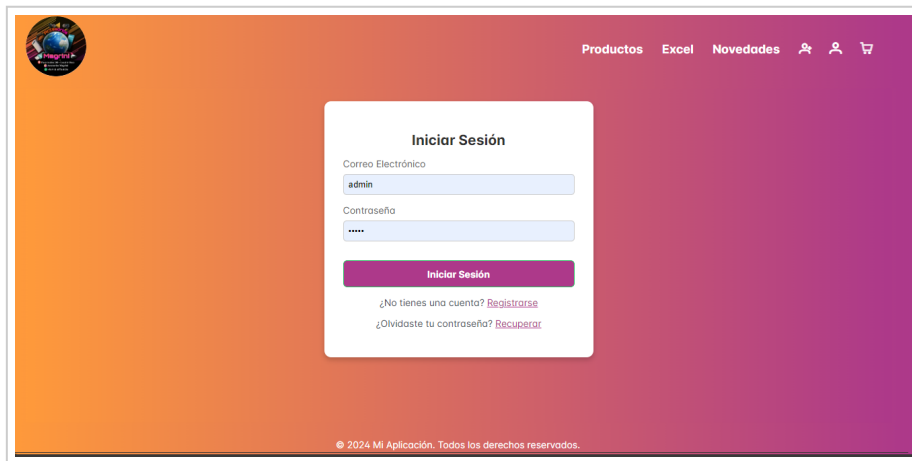 Magrini
Productos Excel Novedades
Iniciar Sesión
Correo Electrónico
admin
Contraseña
•••••
Iniciar Sesión
¿No tienes una cuenta? Registrarse
¿Olvidaste tu contraseña? Recuperar
© 2024 Mi Aplicación. Todos los derechos reservados.